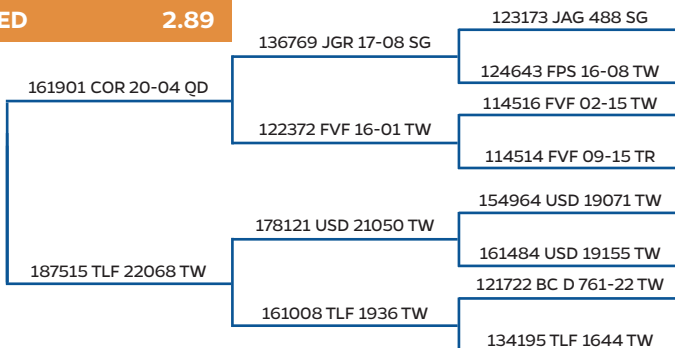 ED 2.89
123173 JAG 488 SG
136769 JGR 17-08 SG
124643 FPS 16-08 TW
161901 COR 20-04 QD
114516 FVF 02-15 TW
122372 FVF 16-01 TW
114514 FVF 09-15 TR
154964 USD 19071 TW
178121 USD 21050 TW
161484 USD 19155 TW
187515 TLF 22068 TW
121722 BC D 761-22 TW
161008 TLF 1936 TW
134195 TLF 1644 TW